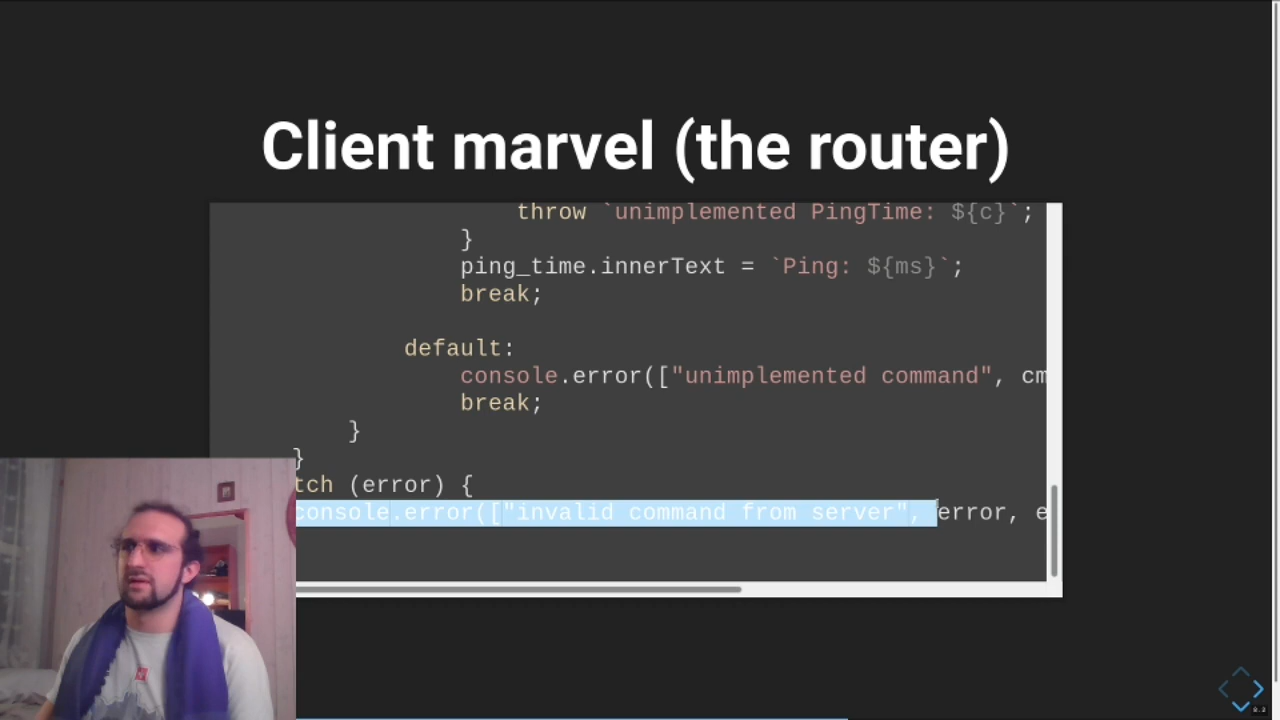 Client marvel (the router)
throw `unimplemented PingTime: ${c}`;
}
ping_time.innerText = `Ping: ${ms}`;
break;
default:
console.error(["unimplemented command", cm
break;
}
}
tch (error) {
console.error(["invalid command from server", error, e